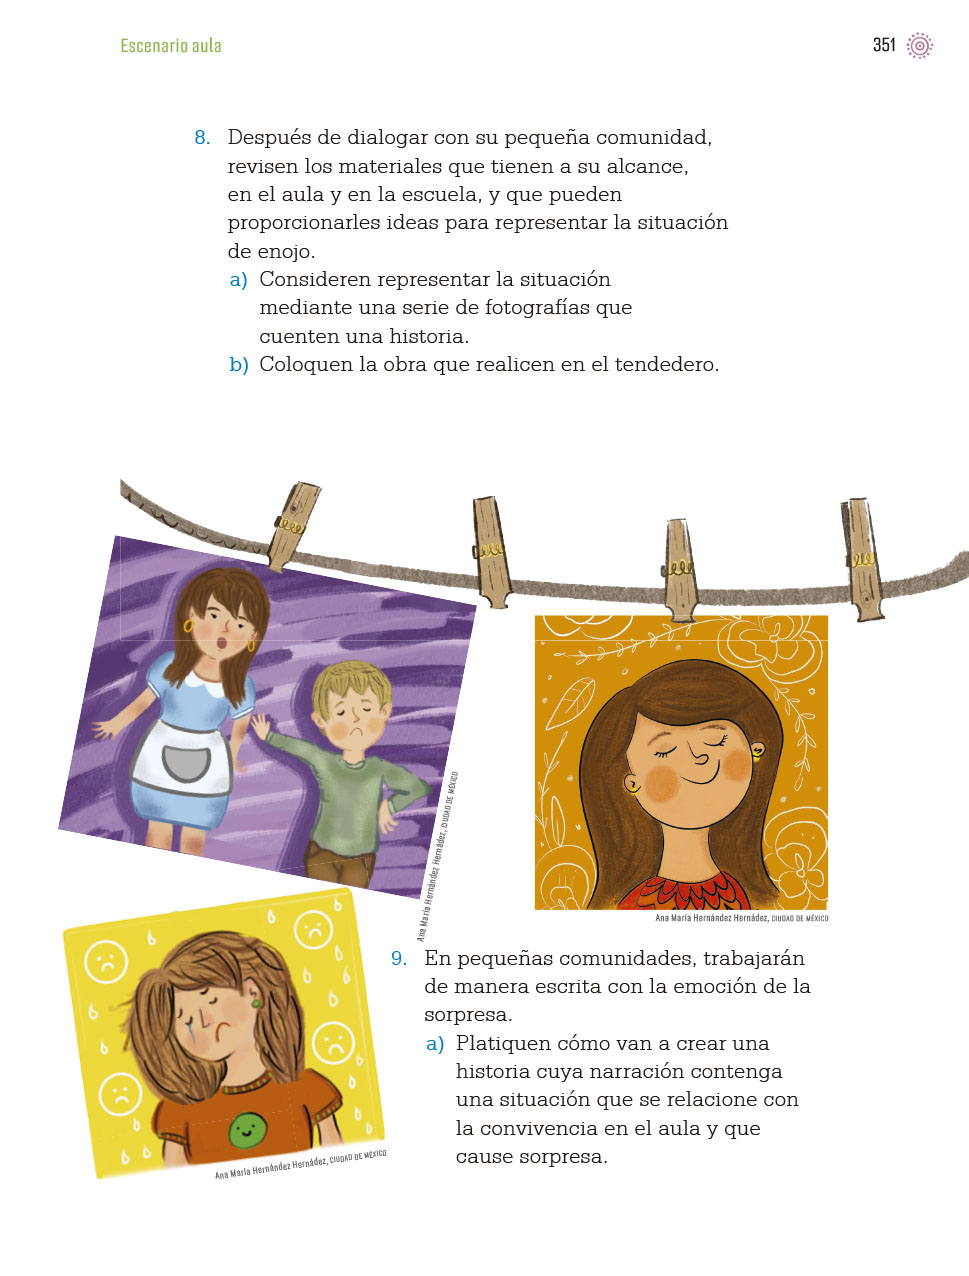 Escenario aula
351
8. Después de dialogar con su pequeña comunidad,
revisen los materiales que tienen a su alcance,
en el aula y en la escuela, y que pueden
proporcionarles ideas para representar la situación
de enojo.
a) Consideren representar la situación
mediante una serie de fotografías que
cuenten una historia.
b) Coloquen la obra que realicen en el tendedero.
Ana María Hernández Hernádez, CIUDAD DE MÉXICO
Ana María Hernández Hernádez, CIUDAD DE MÉXICO
9. En pequeñas comunidades, trabajarán
de manera escrita con la emoción de la
sorpresa.
a) Platiquen cómo van a crear una
historia cuya narración contenga
una situación que se relacione con
la convivencia en el aula y que
cause sorpresa.
Ana María Hernández Hernádez, CIUDAD DE MÉXICO